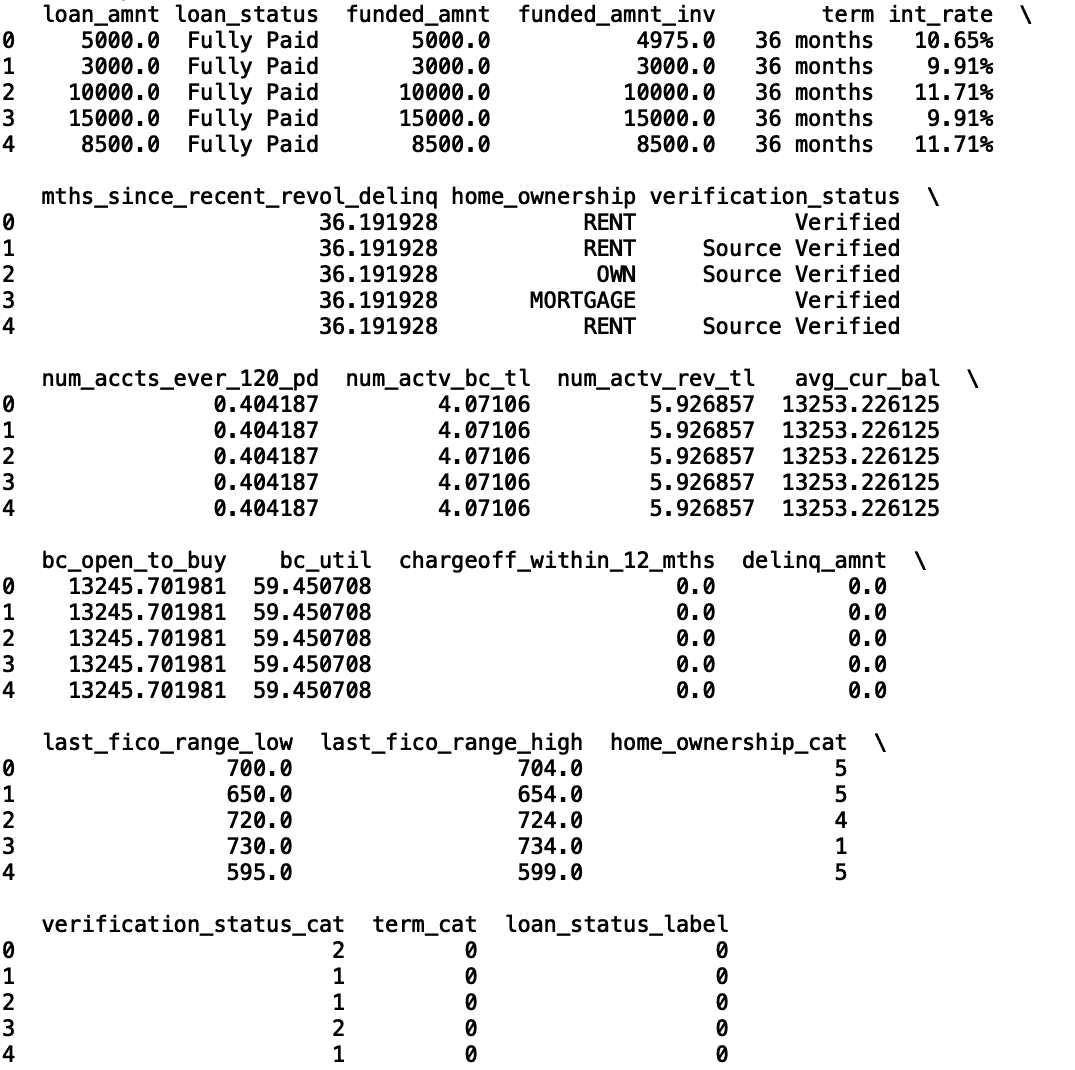 loan_amnt loan_status  funded_amnt  funded_amnt_inv        term int_rate  \
0     5000.0  Fully Paid       5000.0           4975.0   36 months   10.65%
1     3000.0  Fully Paid       3000.0           3000.0   36 months    9.91%
2    10000.0  Fully Paid      10000.0          10000.0   36 months   11.71%
3    15000.0  Fully Paid      15000.0          15000.0   36 months    9.91%
4     8500.0  Fully Paid       8500.0           8500.0   36 months   11.71%

   mths_since_recent_revol_delinq home_ownership verification_status  \
0                       36.191928           RENT            Verified
1                       36.191928           RENT     Source Verified
2                       36.191928            OWN     Source Verified
3                       36.191928       MORTGAGE            Verified
4                       36.191928           RENT     Source Verified

   num_accts_ever_120_pd  num_actv_bc_tl  num_actv_rev_tl   avg_cur_bal  \
0               0.404187         4.07106         5.926857  13253.226125
1               0.404187         4.07106         5.926857  13253.226125
2               0.404187         4.07106         5.926857  13253.226125
3               0.404187         4.07106         5.926857  13253.226125
4               0.404187         4.07106         5.926857  13253.226125

   bc_open_to_buy    bc_util  chargeoff_within_12_mths  delinq_amnt  \
0    13245.701981  59.450708                       0.0          0.0
1    13245.701981  59.450708                       0.0          0.0
2    13245.701981  59.450708                       0.0          0.0
3    13245.701981  59.450708                       0.0          0.0
4    13245.701981  59.450708                       0.0          0.0

   last_fico_range_low  last_fico_range_high  home_ownership_cat  \
0                700.0                 704.0                   5
1                650.0                 654.0                   5
2                720.0                 724.0                   4
3                730.0                 734.0                   1
4                595.0                 599.0                   5

   verification_status_cat  term_cat  loan_status_label
0                        2         0                  0
1                        1         0                  0
2                        1         0                  0
3                        2         0                  0
4                        1         0                  0